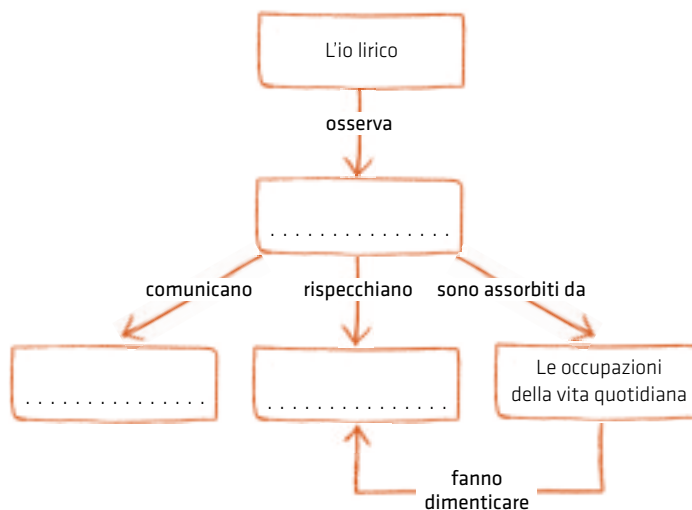 L'io lirico
osserva
. . . . . . . . . . . . . . .
comunicano
rispecchiano
sono assorbiti da
. . . . . . . . . . . . . . .
. . . . . . . . . . . . . . .
Le occupazioni
della vita quotidiana
fanno
dimenticare